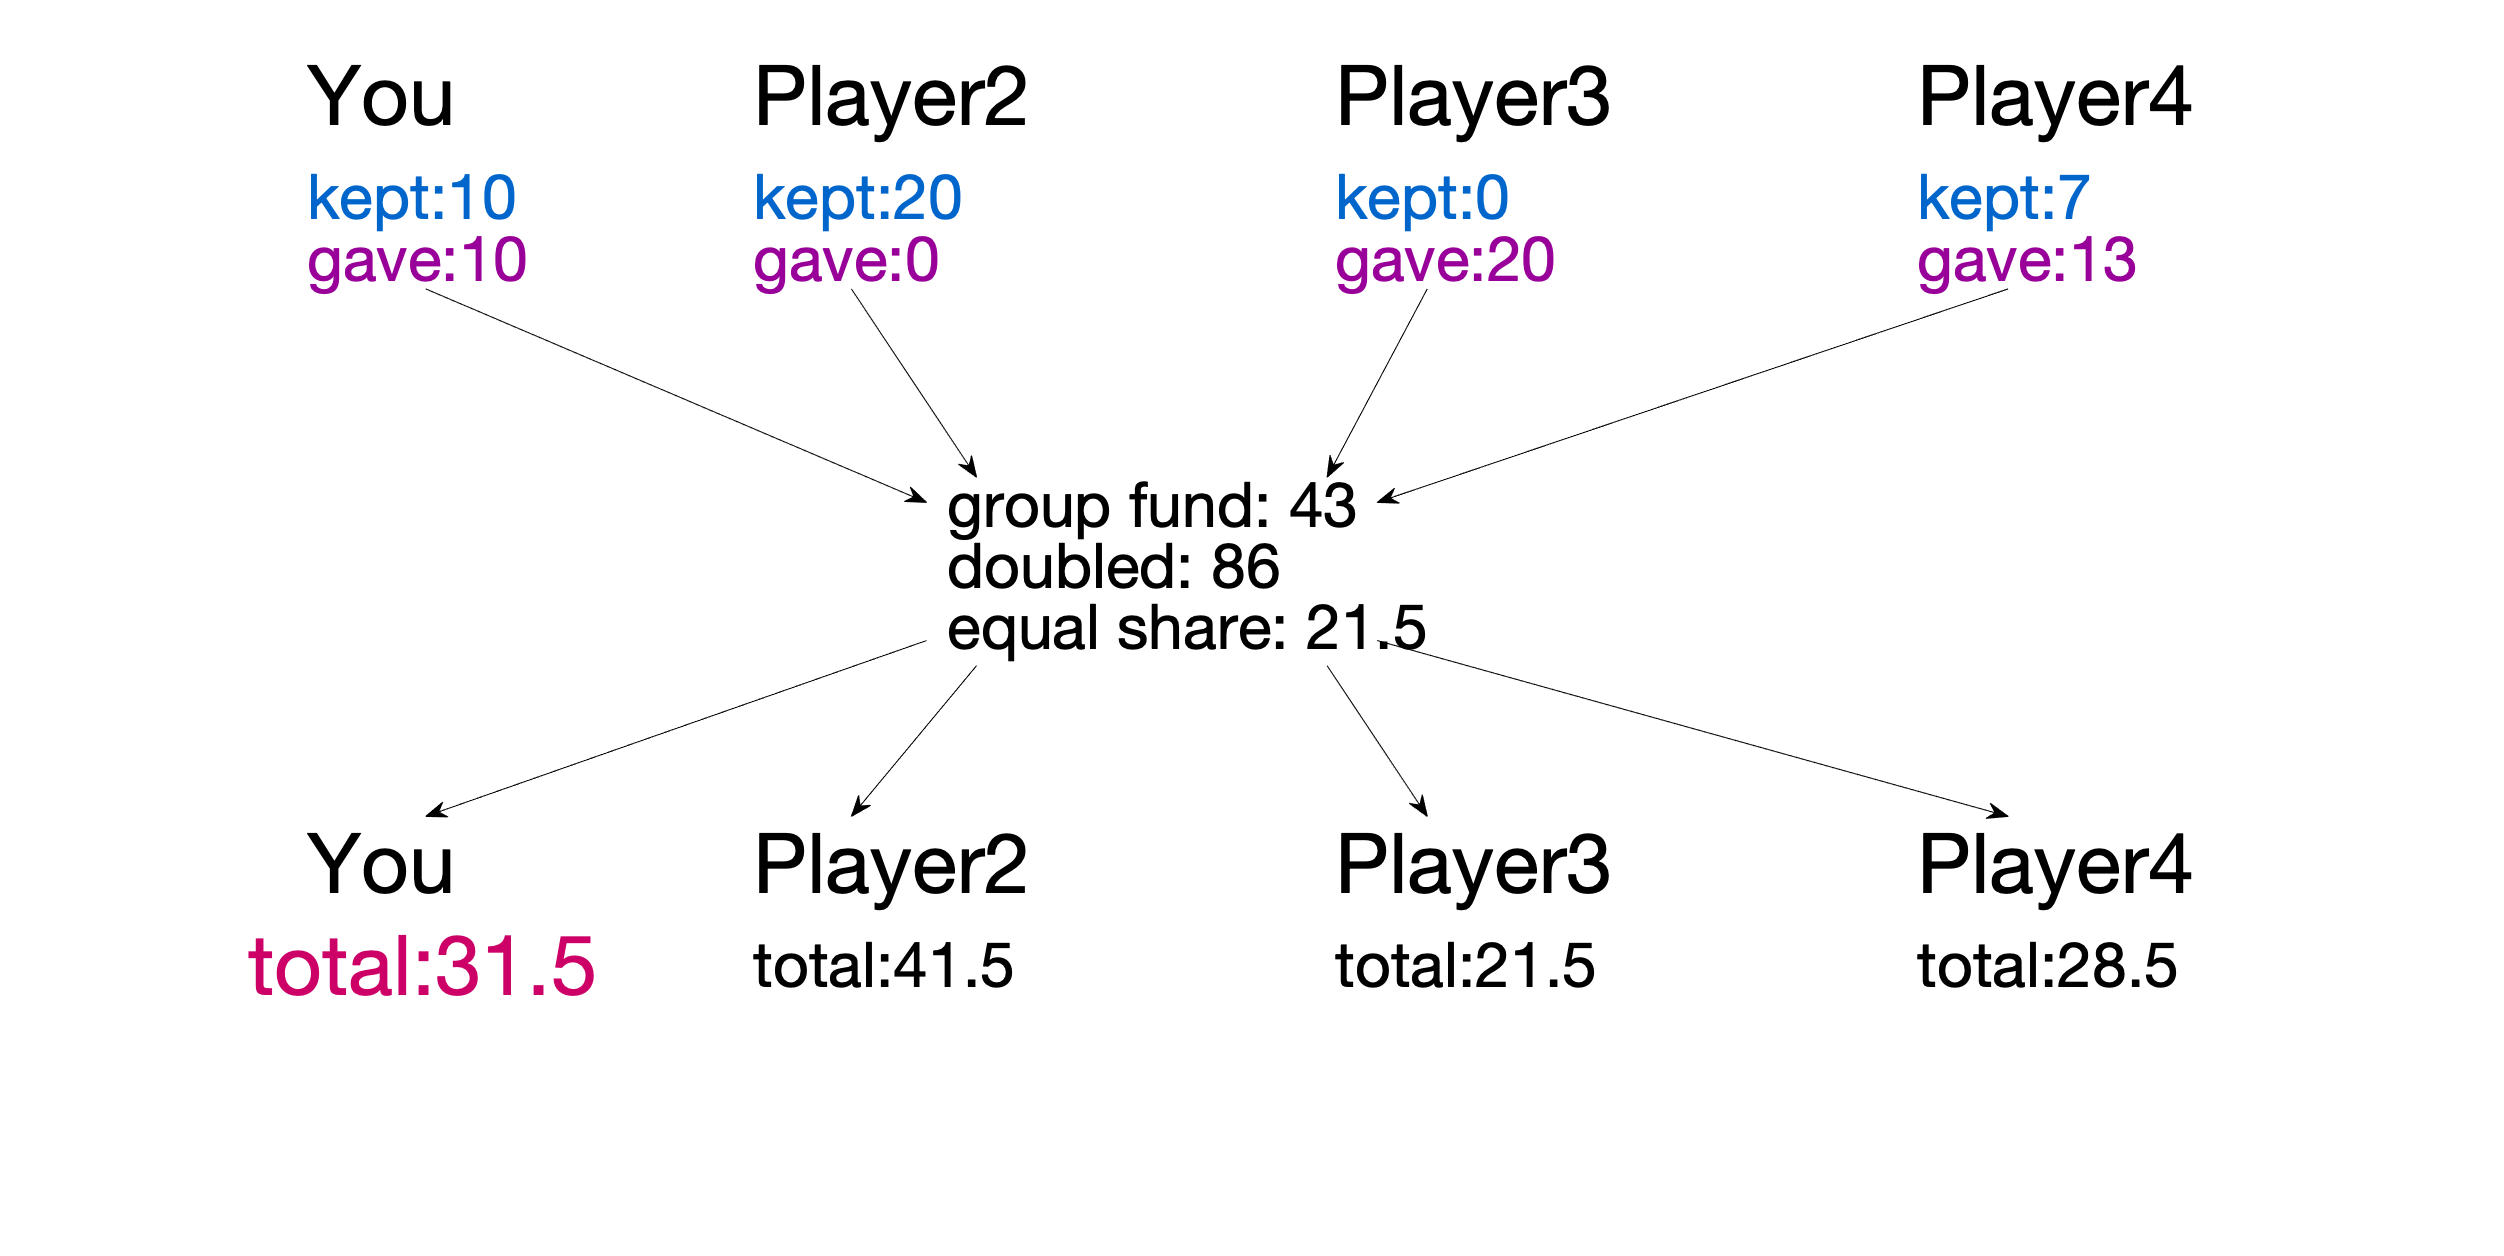 You Player2 Player3 Player4
kept:10 kept:20 kept:0 kept:7
gave:10 gave:0 gave:20 gave:13
group fund: 43
doubled: 86
equal share: 21.5
You Player2 Player3 Player4
total:31.5 total:41.5 total:21.5 total:28.5